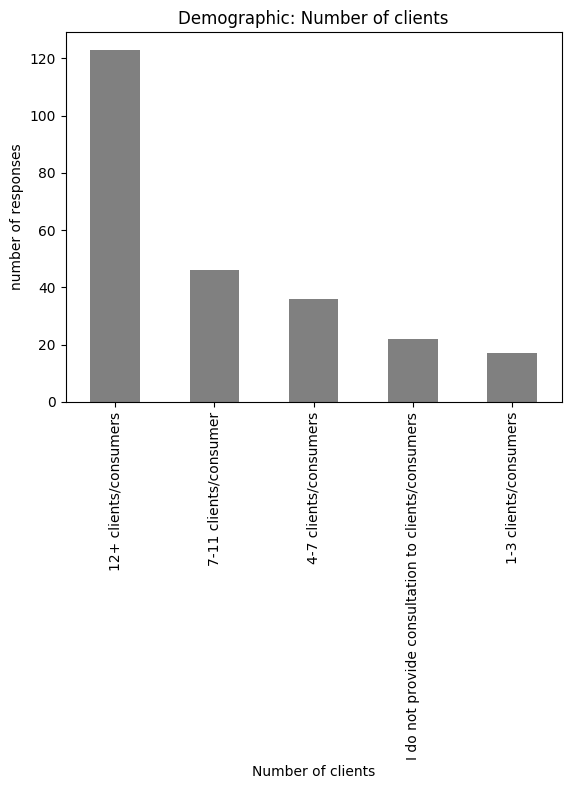 Demographic: Number of clients
number of responses
120
100
80
60
40
20
0
12+ clients/consumers
7-11 clients/consumer
4-7 clients/consumers
I do not provide consultation to clients/consumers
1-3 clients/consumers
Number of clients